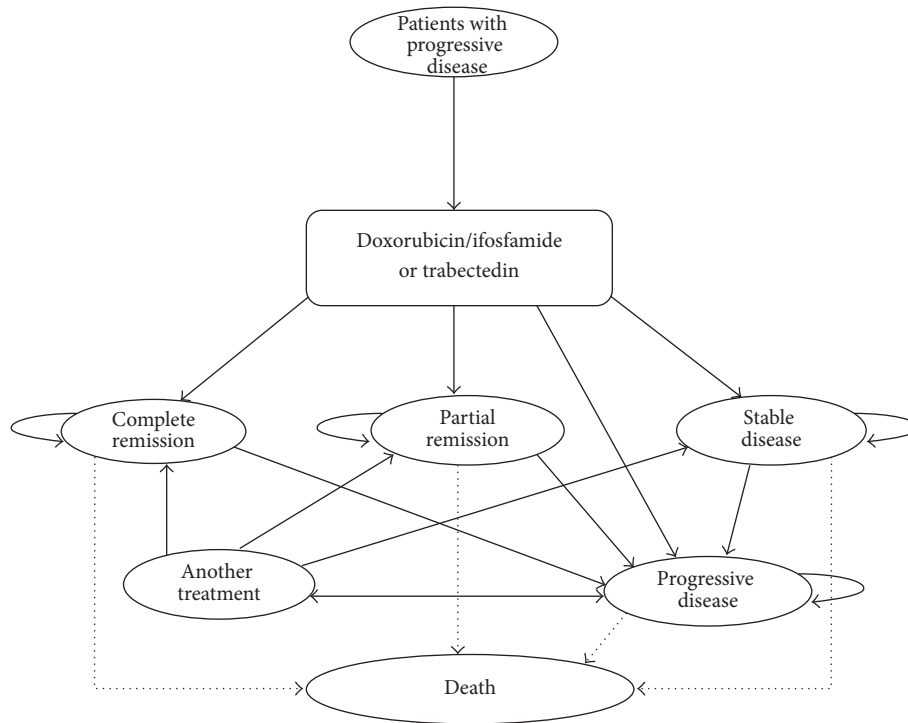 Patients with
progressive
disease
Doxorubicin/ifosfamide
or trabectedin
Complete
remission
Partial
remission
Stable
disease
Another
treatment
Progressive
disease
Death